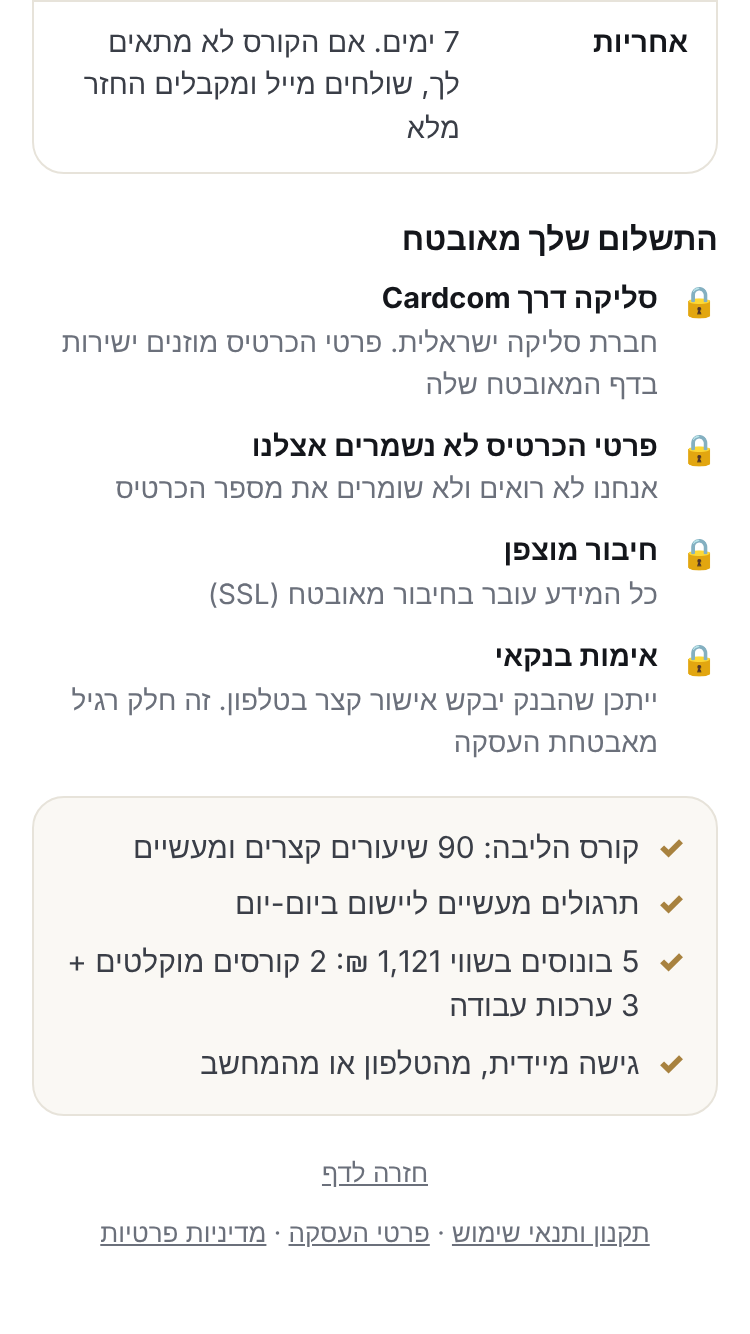 אחריות
7 ימים. אם הקורס לא מתאים
לך, שולחים מייל ומקבלים החזר
מלא
התשלום שלך מאובטח
סליקה דרך Cardcom
חברת סליקה ישראלית. פרטי הכרטיס מוזנים ישירות
בדף המאובטח שלה
פרטי הכרטיס לא נשמרים אצלנו
אנחנו לא רואים ולא שומרים את מספר הכרטיס
חיבור מוצפן
כל המידע עובר בחיבור מאובטח (SSL)
אימות בנקאי
ייתכן שהבנק יבקש אישור קצר בטלפון. זה חלק רגיל
מאבטחת העסקה
קורס הליבה: 90 שיעורים קצרים ומעשיים
תרגולים מעשיים ליישום ביום-יום
5 בונוסים בשווי 1,121 ₪: 2 קורסים מוקלטים +
3 ערכות עבודה
גישה מיידית, מהטלפון או מהמחשב
חזרה לדף
תקנון ותנאי שימוש · פרטי העסקה · מדיניות פרטיות